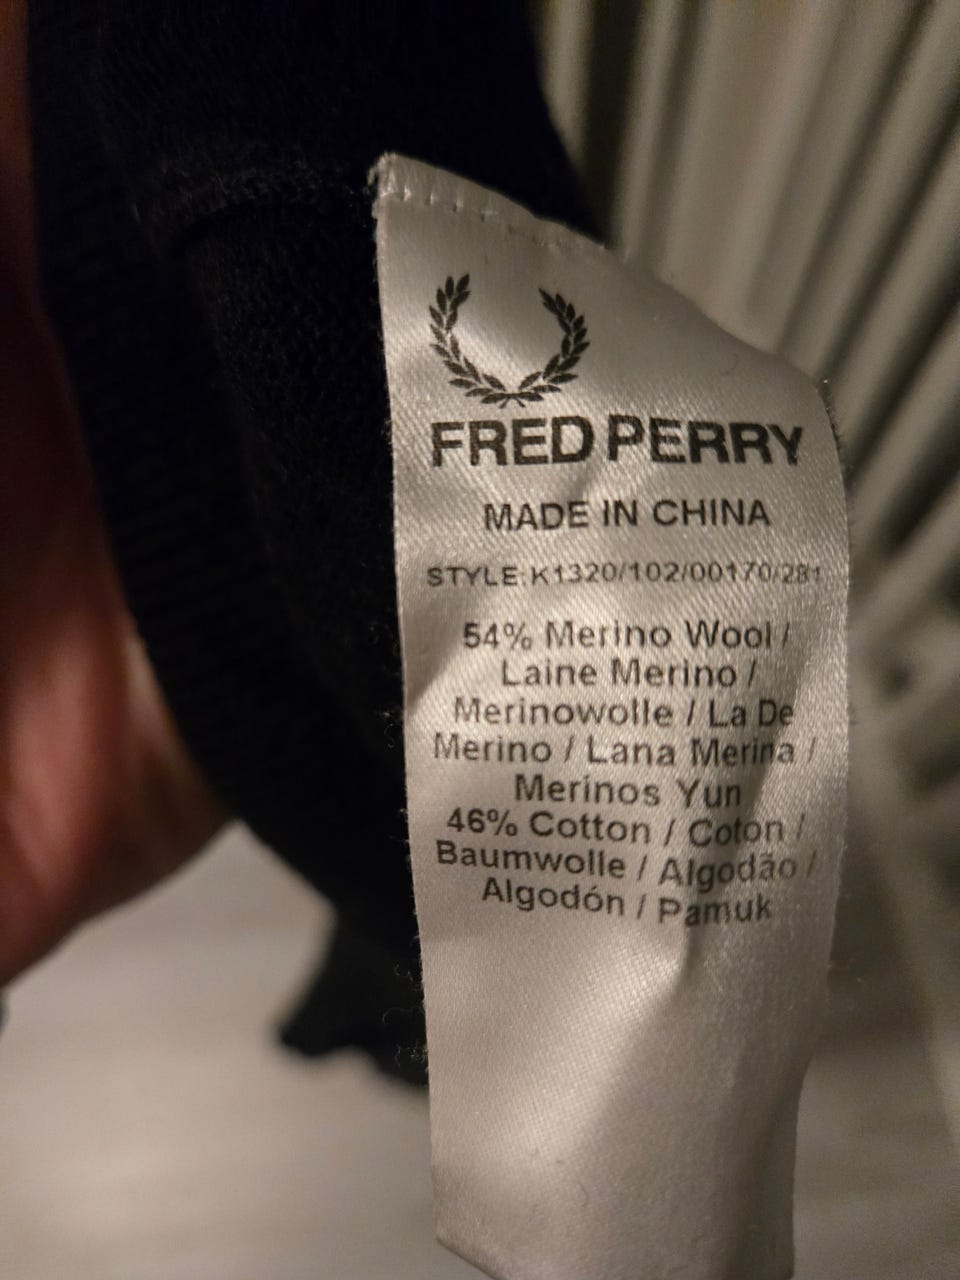 FRED PERRY
MADE IN CHINA
STYLE:K1320/102/00170/281
54% Merino Wool /
Laine Merino /
Merinowolle / La De
Merino / Lana Merina /
Merinos Yun
46% Cotton / Coton /
Baumwolle / Algodão /
Algodón / Pamuk